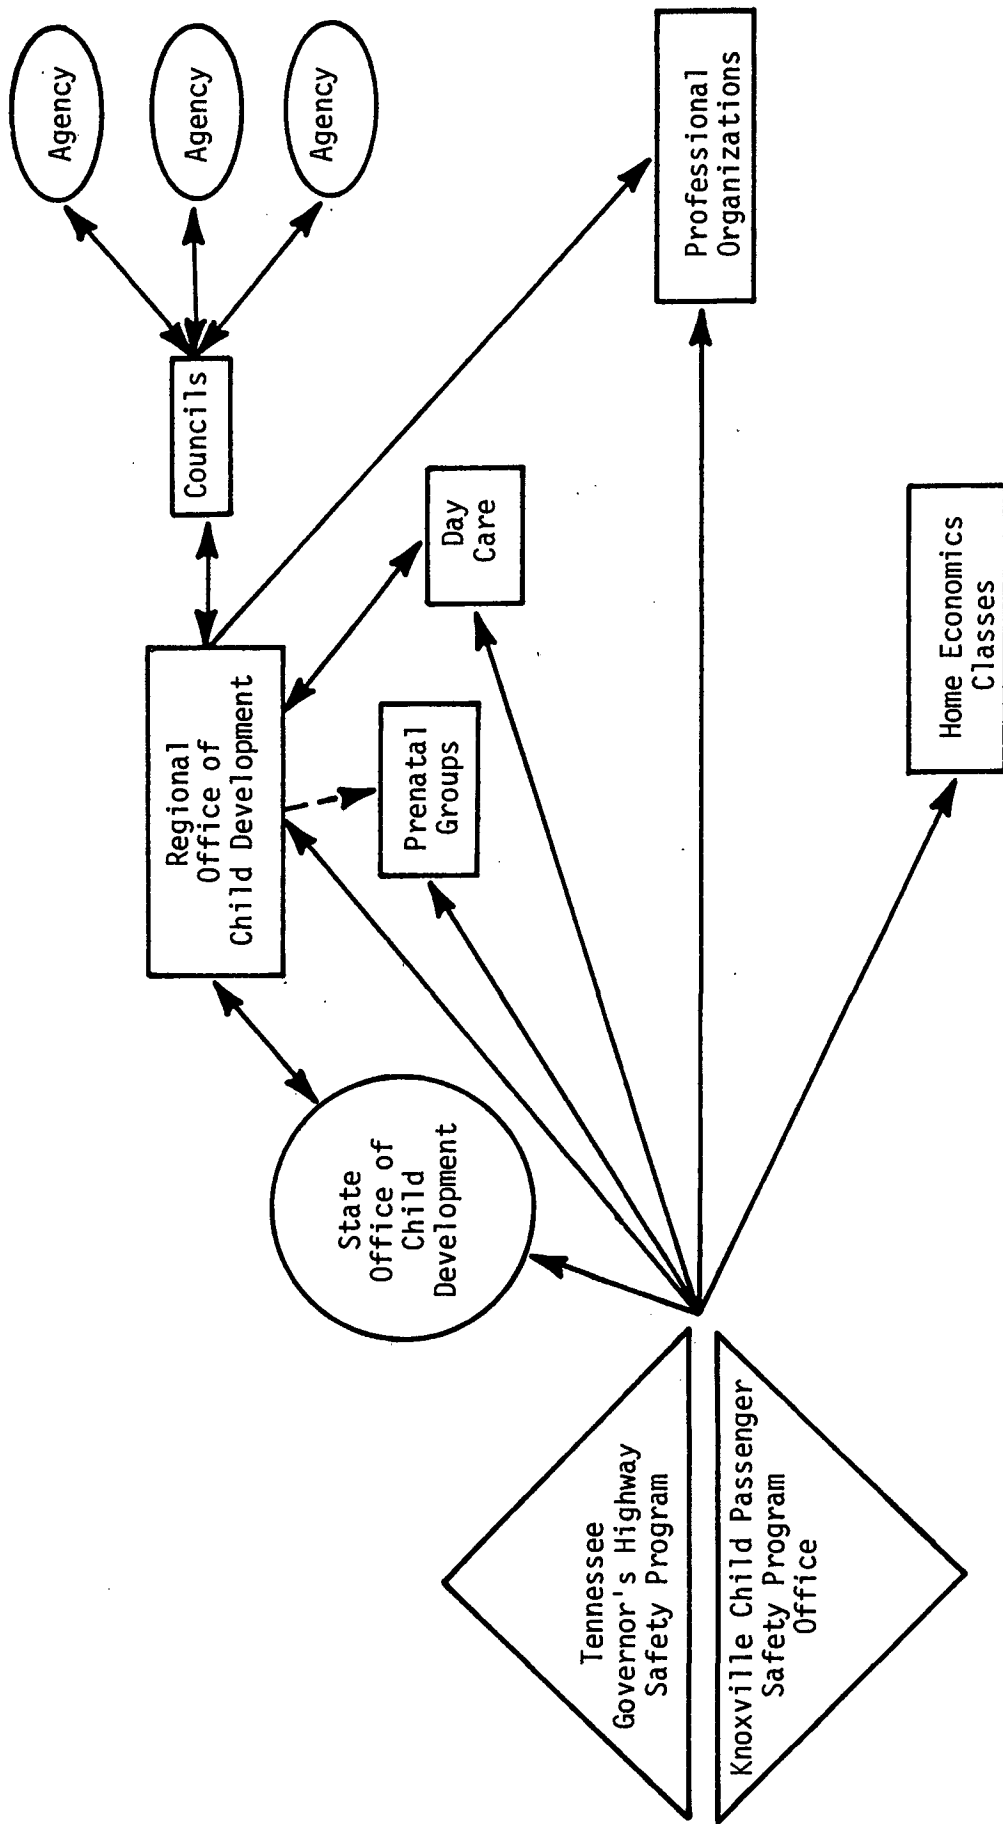 Agency
Agency
Agency
Councils
Professional
Organizations
Regional
Office of
Child Development
Day
Care
Prenatal
Groups
Home Economics
Classes
State
Office of
Child
Development
Tennessee
Governor's Highway
Safety Program
Knoxville Child Passenger
Safety Program
Office